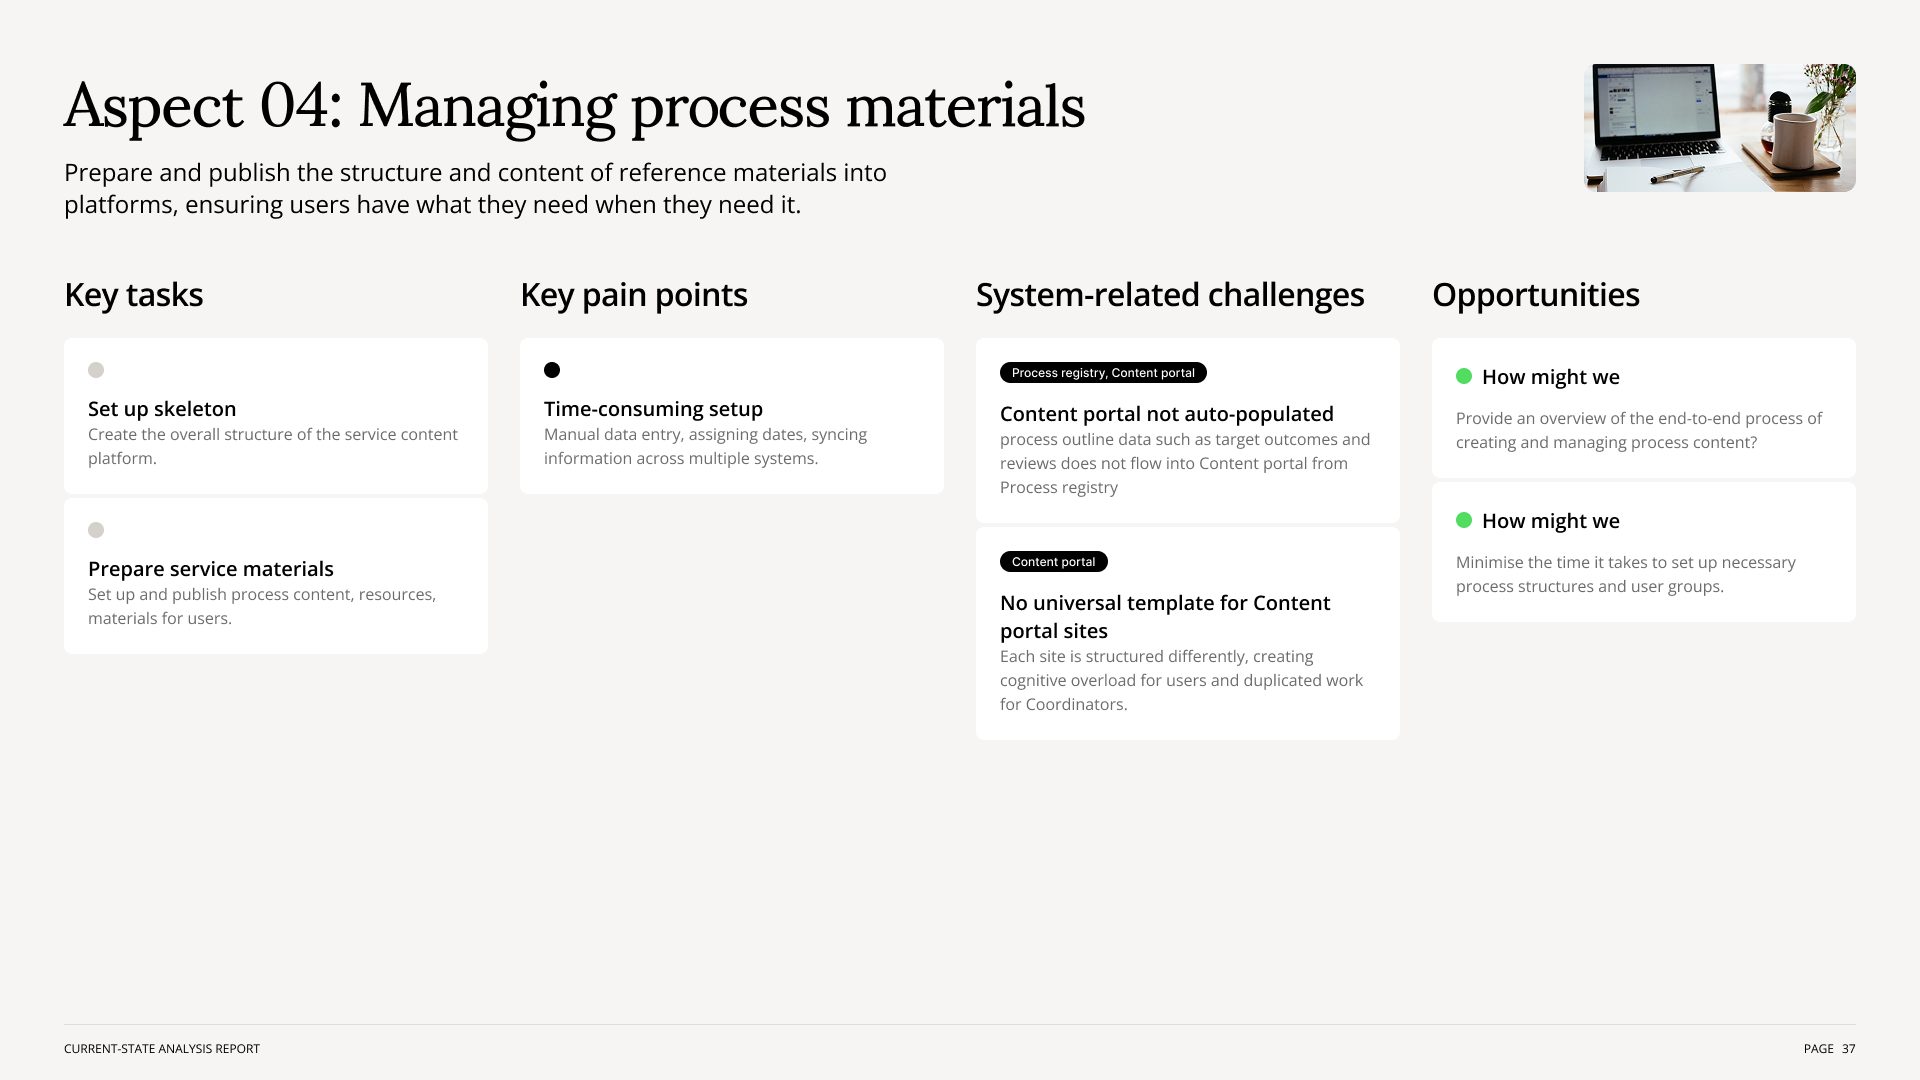 Aspect 04: Managing process materials
Prepare and publish the structure and content of reference materials into
platforms, ensuring users have what they need when they need it.
Key tasks
Set up skeleton
Create the overall structure of the service content
platform.
Prepare service materials
Set up and publish process content, resources,
materials for users.
Key pain points
Time-consuming setup
Manual data entry, assigning dates, syncing
information across multiple systems.
System-related challenges
Process registry, Content portal
Content portal not auto-populated
process outline data such as target outcomes and
reviews does not flow into Content portal from
Process registry
Content portal
No universal template for Content
portal sites
Each site is structured differently, creating
cognitive overload for users and duplicated work
for Coordinators.
Opportunities
How might we
Provide an overview of the end-to-end process of
creating and managing process content?
How might we
Minimise the time it takes to set up necessary
process structures and user groups.
CURRENT-STATE ANALYSIS REPORT
PAGE 37